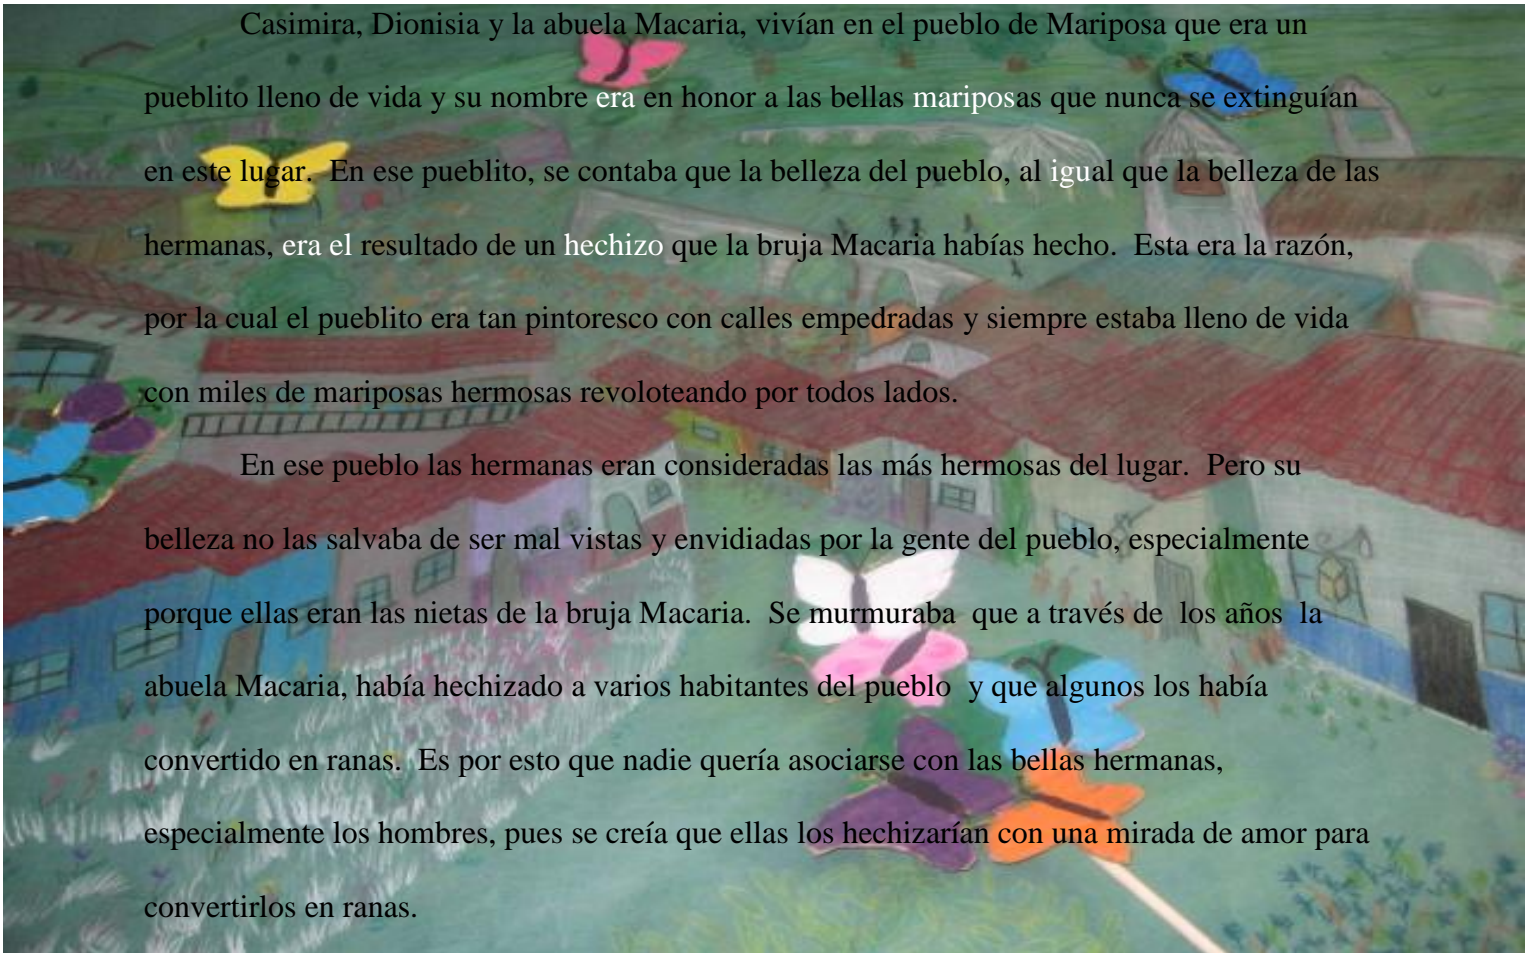 Casimira, Dionisia y la abuela Macaria, vivían en el pueblo de Mariposa que era un
pueblito lleno de vida y su nombre era en honor a las bellas mariposas que nunca se extinguían
en este lugar.  En ese pueblito, se contaba que la belleza del pueblo, al igual que la belleza de las
hermanas, era el resultado de un hechizo que la bruja Macaria habías hecho.  Esta era la razón,
por la cual el pueblito era tan pintoresco con calles empedradas y siempre estaba lleno de vida
con miles de mariposas hermosas revoloteando por todos lados.
En ese pueblo las hermanas eran consideradas las más hermosas del lugar.  Pero su
belleza no las salvaba de ser mal vistas y envidiadas por la gente del pueblo, especialmente
porque ellas eran las nietas de la bruja Macaria.  Se murmuraba  que a través de  los años  la
abuela Macaria, había hechizado a varios habitantes del pueblo  y que algunos los había
convertido en ranas.  Es por esto que nadie quería asociarse con las bellas hermanas,
especialmente los hombres, pues se creía que ellas los hechizarían con una mirada de amor para
convertirlos en ranas.